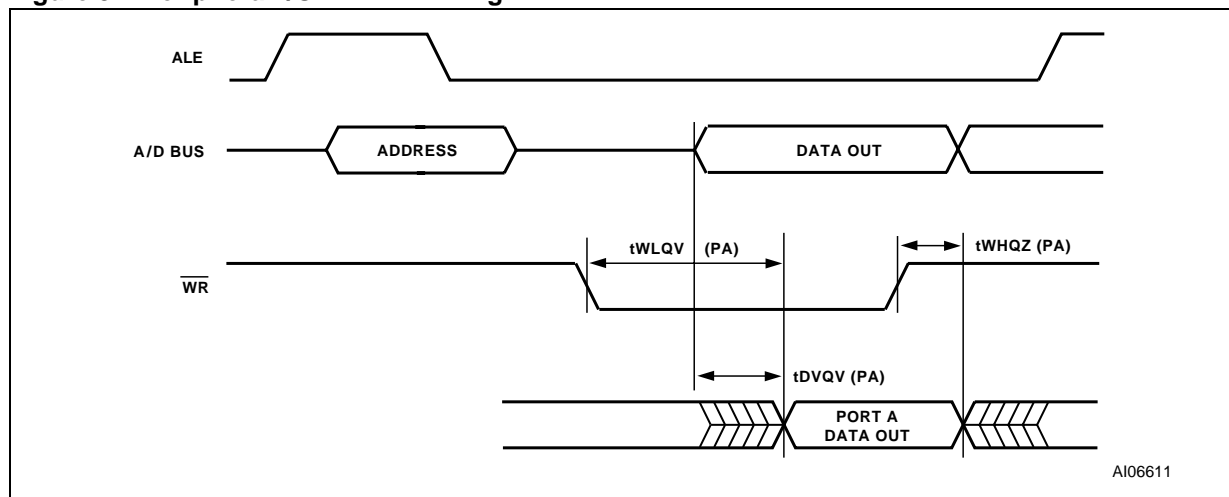 ALE
A/D BUS
ADDRESS
DATA OUT
tWLQV (PA)
tWHQZ (PA)
WR
tDVQV (PA)
PORT A
DATA OUT
AI06611